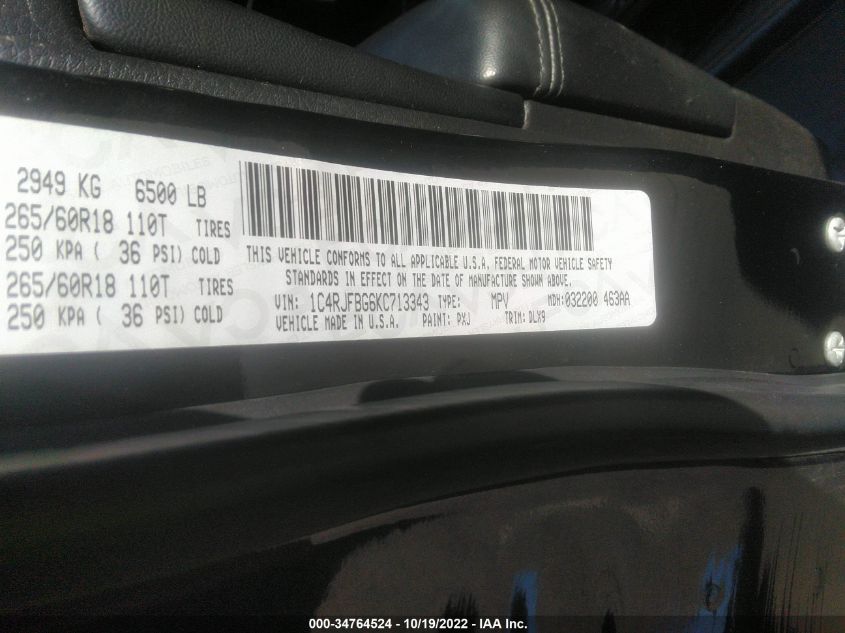 2949 KG 6500 LB
265/60R18 110T TIRES
250 KPA ( 36 PSI) COLD
265/60R18 110T TIRES
250 KPA ( 36 PSI) COLD
THIS VEHICLE CONFORMS TO ALL APPLICABLE U.S.A. FEDERAL MOTOR VEHICLE SAFETY
STANDARDS IN EFFECT ON THE DATE OF MANUFACTURE SHOWN ABOVE.
VIN: 1C4RJFBG6KC713343 TYPE: MPV MDH:032200 463AA
VEHICLE MADE IN U.S.A. PAINT: PXJ TRIM: DLX9
000-34764524 - 10/19/2022 - IAA Inc.